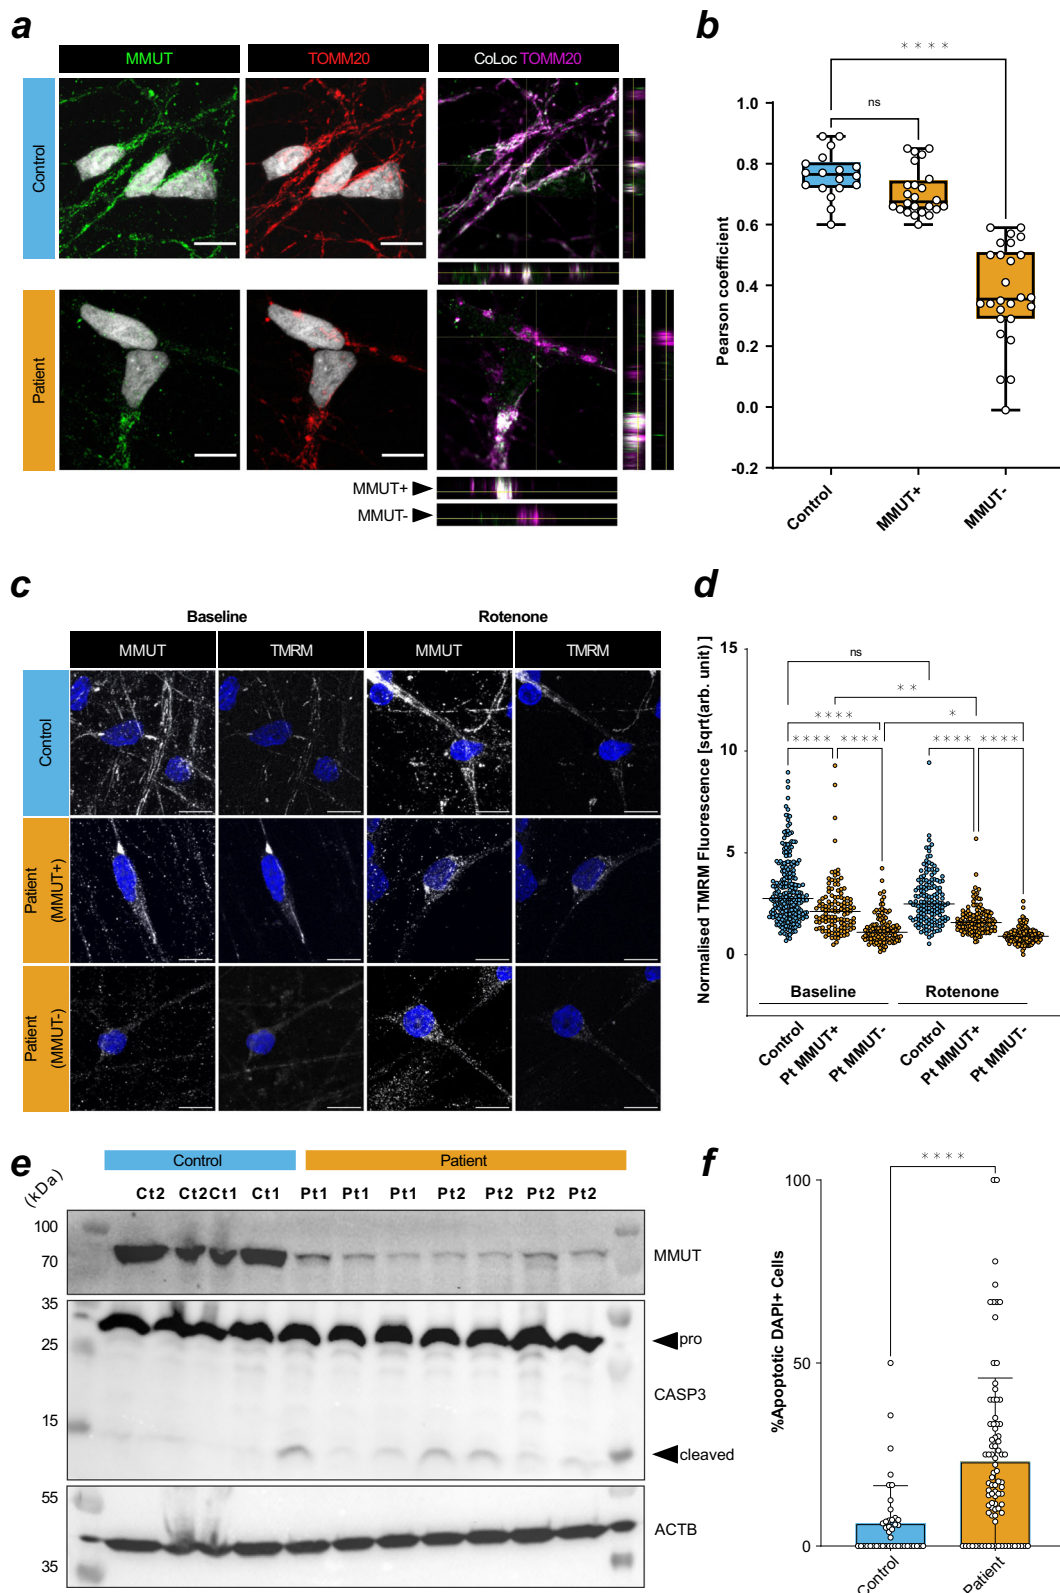 a
MMUT
TOMM20
CoLoc TOMM20
Control
Patient
MMUT+
MMUT-
b
****
ns
1.0
0.8
0.6
0.4
0.2
0.0
-0.2
Pearson coefficient
Control
MMUT+
MMUT-
c
Baseline
Rotenone
MMUT
TMRM
MMUT
TMRM
Control
Patient
(MMUT+)
Patient
(MMUT-)
d
15
10
5
0
Normalised TMRM Fluorescence [sqrt(arb. unit) ]
ns
**
**** *
**** **** **** ****
Baseline
Rotenone
Control
Pt MMUT+
Pt MMUT-
Control
Pt MMUT+
Pt MMUT-
e
Control
Patient
(kDa)
Ct2 Ct2 Ct1 Ct1 Pt1 Pt1 Pt1 Pt2 Pt2 Pt2 Pt2
100
70
MMUT
35
25
15
pro
CASP3
cleaved
55
35
ACTB
f
****
100
50
0
%Apoptotic DAPI+ Cells
Control
Patient